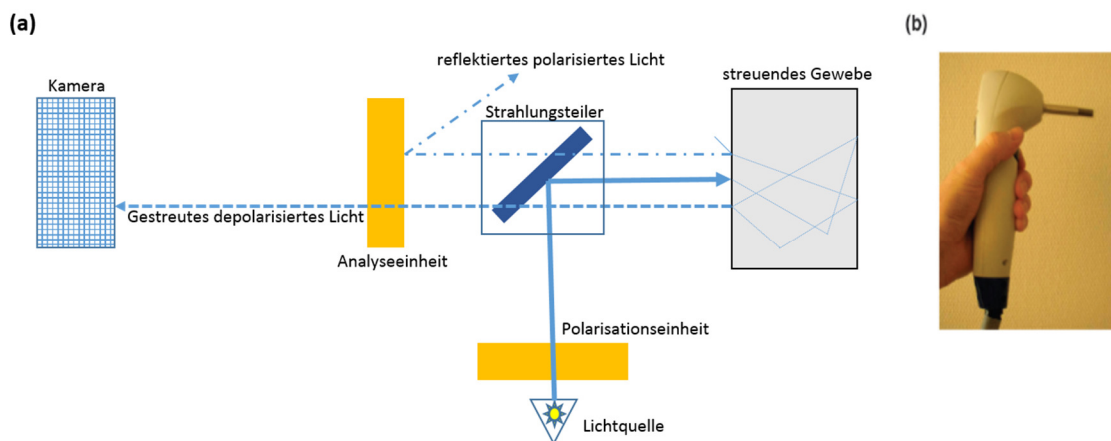 (a)
(b)
reflektiertes polarisiertes Licht
streuendes Gewebe
Kamera
Strahlungsteiler
Gestreutes depolarisiertes Licht
Analyseeinheit
Polarisationseinheit
Lichtquelle